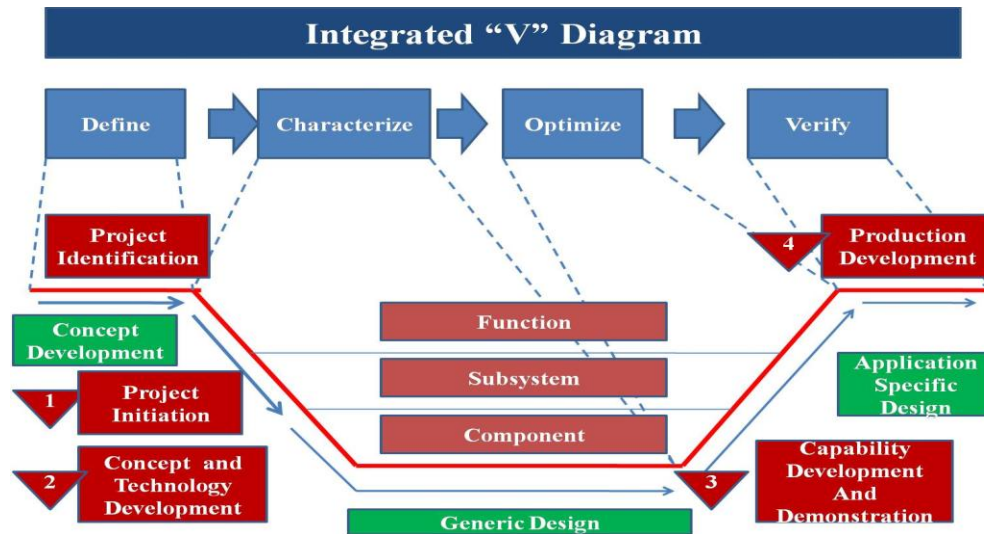 Integrated “V” Diagram
Define
Characterize
Optimize
Verify
Project
Identification
4
Production
Development
Concept
Development
Function
Subsystem
Component
1
Project
Initiation
2
Concept and
Technology
Development
Application
Specific
Design
3
Capability
Development
And
Demonstration
Generic Design